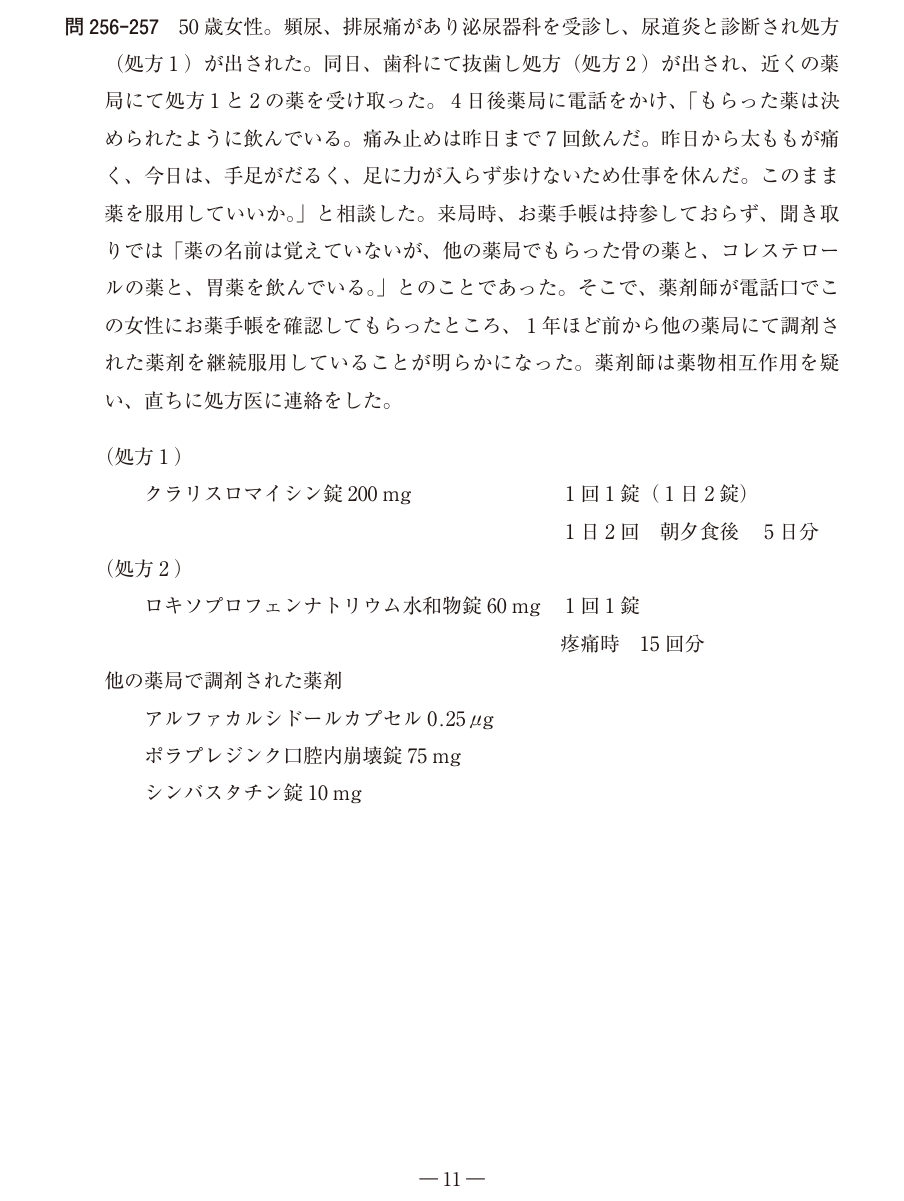 問 256-257　50 歳女性。頻尿、排尿痛があり泌尿器科を受診し、尿道炎と診断され処方
（処方１）が出された。同日、歯科にて抜歯し処方（処方２）が出され、近くの薬
局にて処方１と２の薬を受け取った。４日後薬局に電話をかけ、「もらった薬は決
められたように飲んでいる。痛み止めは昨日まで７回飲んだ。昨日から太ももが痛
く、今日は、手足がだるく、足に力が入らず歩けないため仕事を休んだ。このまま
薬を服用していいか。」と相談した。来局時、お薬手帳は持参しておらず、聞き取
りでは「薬の名前は覚えていないが、他の薬局でもらった骨の薬と、コレステロー
ルの薬と、胃薬を飲んでいる。」とのことであった。そこで、薬剤師が電話口でこ
の女性にお薬手帳を確認してもらったところ、１年ほど前から他の薬局にて調剤さ
れた薬剤を継続服用していることが明らかになった。薬剤師は薬物相互作用を疑
い、直ちに処方医に連絡をした。
（処方１）
クラリスロマイシン錠 200 mg　１回１錠（１日２錠）
１日２回　朝夕食後　５日分
（処方２）
ロキソプロフェンナトリウム水和物錠 60 mg　１回１錠
疼痛時　15 回分
他の薬局で調剤された薬剤
アルファカルシドールカプセル 0.25 μg
ポラプレジンク口腔内崩壊錠 75 mg
シンバスタチン錠 10 mg
― 11 ―